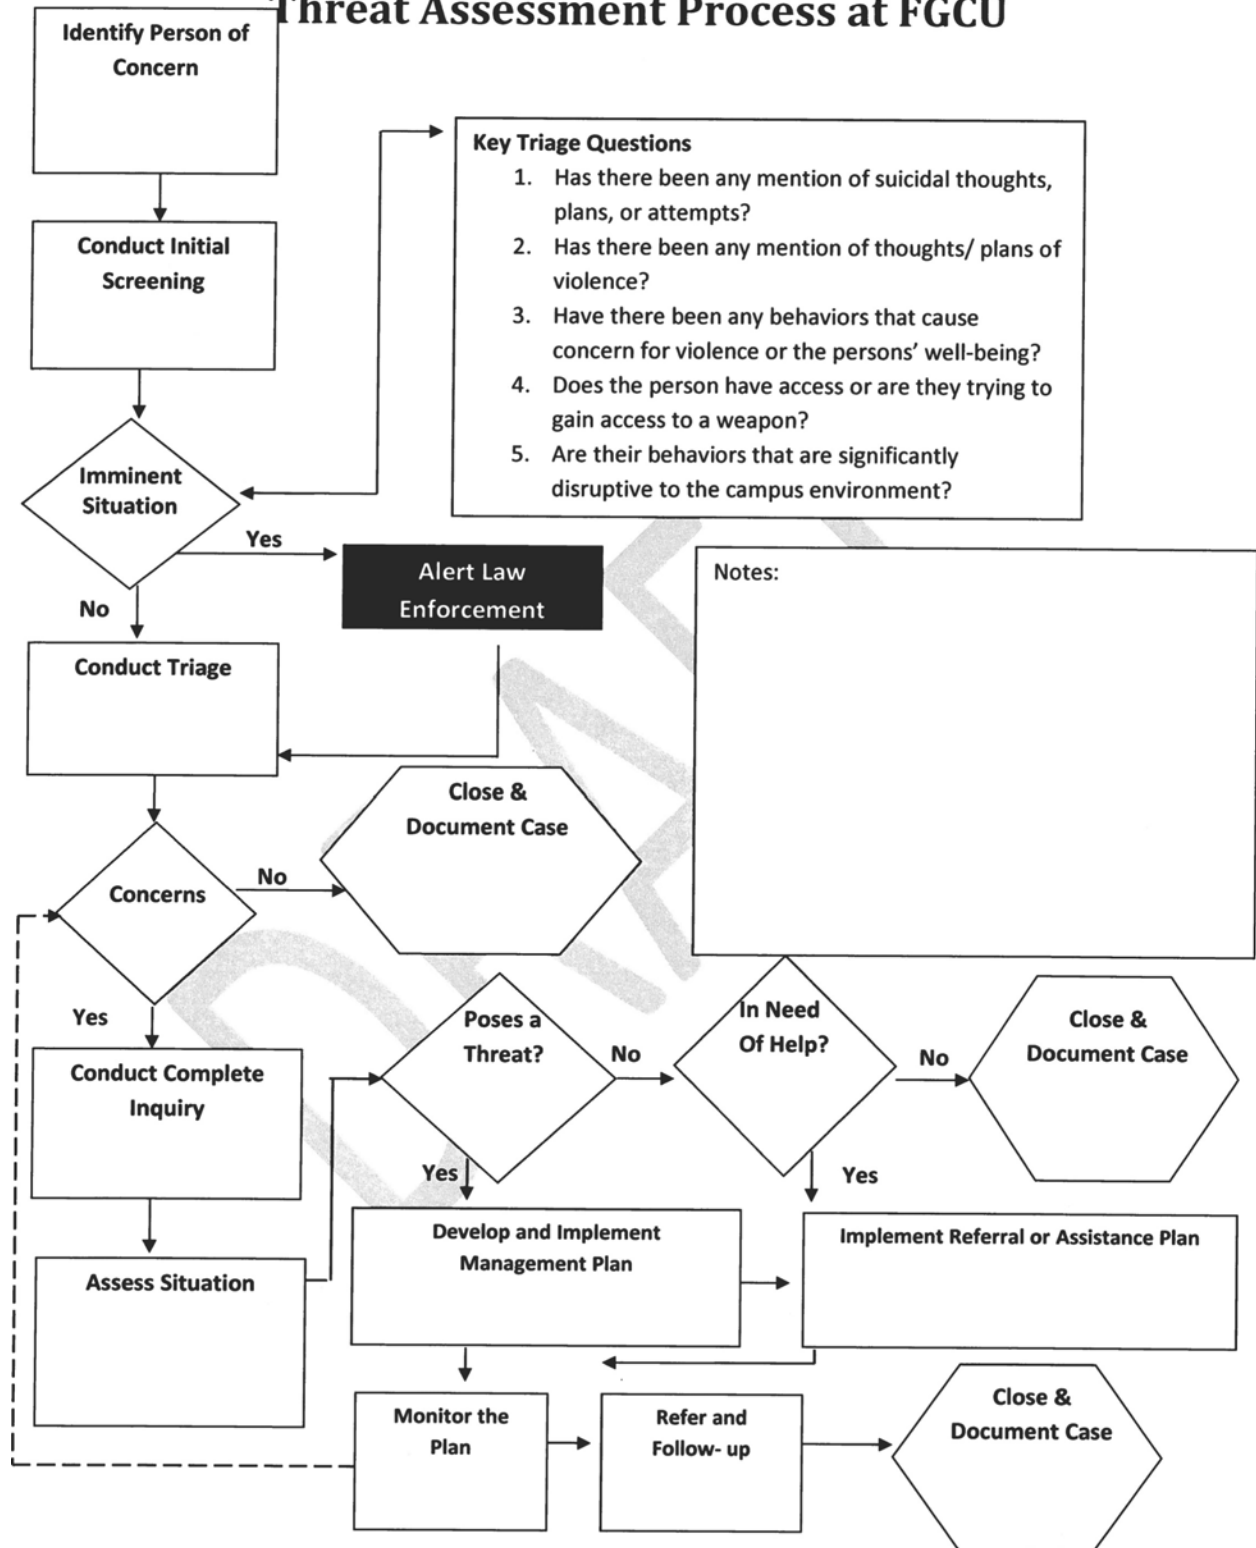 Threat Assessment Process at FGCU
Identify Person of
Concern
Key Triage Questions
1. Has there been any mention of suicidal thoughts,
plans, or attempts?
2. Has there been any mention of thoughts/ plans of
violence?
3. Have there been any behaviors that cause
concern for violence or the persons' well-being?
4. Does the person have access or are they trying to
gain access to a weapon?
5. Are their behaviors that are significantly
disruptive to the campus environment?
Conduct Initial
Screening
Imminent
Situation
Yes
Alert Law
Enforcement
Notes:
No
Conduct Triage
Close &
Document Case
No
Concerns
Yes
Conduct Complete
Inquiry
Poses a
Threat?
No
In Need
Of Help?
No
Close &
Document Case
Yes
Yes
Assess Situation
Develop and Implement
Management Plan
Implement Referral or Assistance Plan
Monitor the
Plan
Refer and
Follow- up
Close &
Document Case
DRAFT